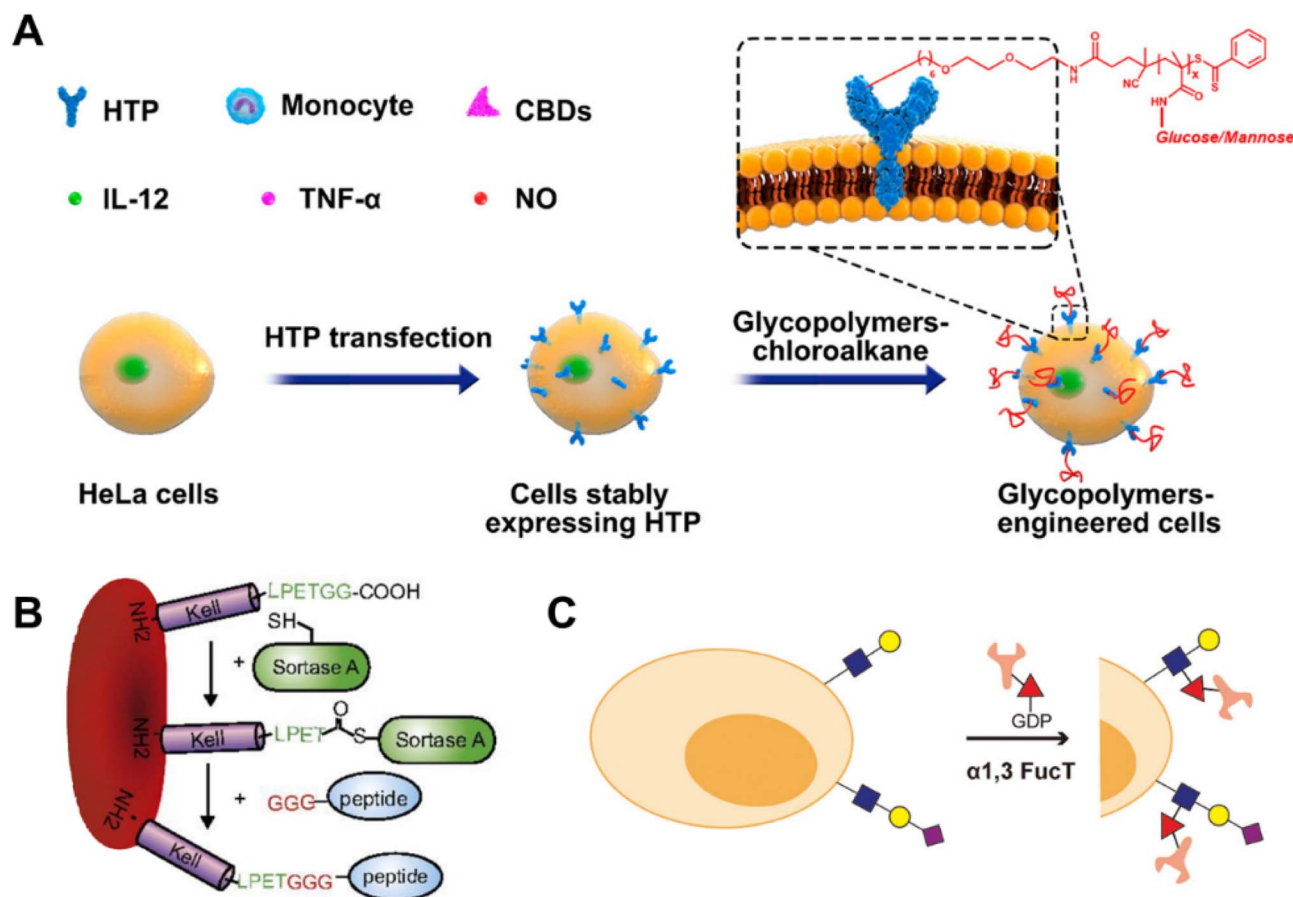 A
HTP
Monocyte
CBDs
IL-12
TNF-α
NO
6
O
O
N
H
O
NC
x
S
S
O
HN
Glucose/Mannose
HTP transfection
Glycopolymers-
chloroalkane
HeLa cells
Cells stably
expressing HTP
Glycopolymers-
engineered cells
B
NH2
Kell
LPETGG-COOH
SH
+
Sortase A
NH2
Kell
LPET
O
S
Sortase A
+
GGG
peptide
NH2
Kell
LPETGGG
peptide
C
GDP
α1,3 FucT